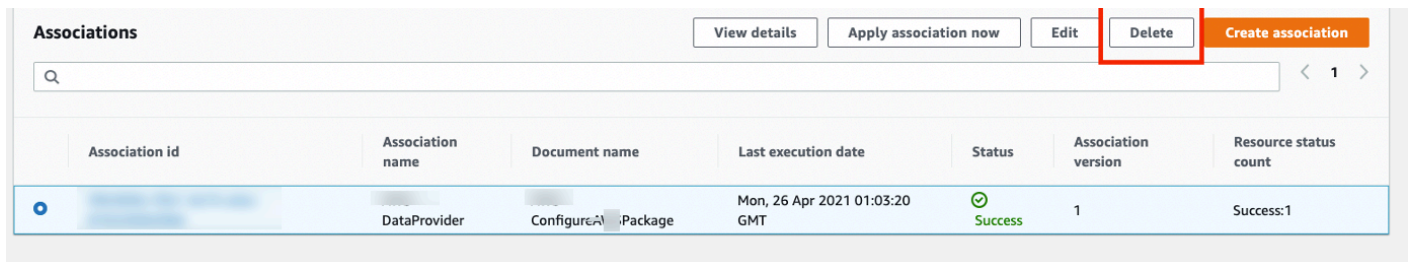 Associations
View details
Apply association now
Edit
Delete
Create association
1
Association id
Association
name
Document name
Last execution date
Status
Association
version
Resource status
count
DataProvider
Mon, 26 Apr 2021 01:03:20
GMT
Success
1
Success:1